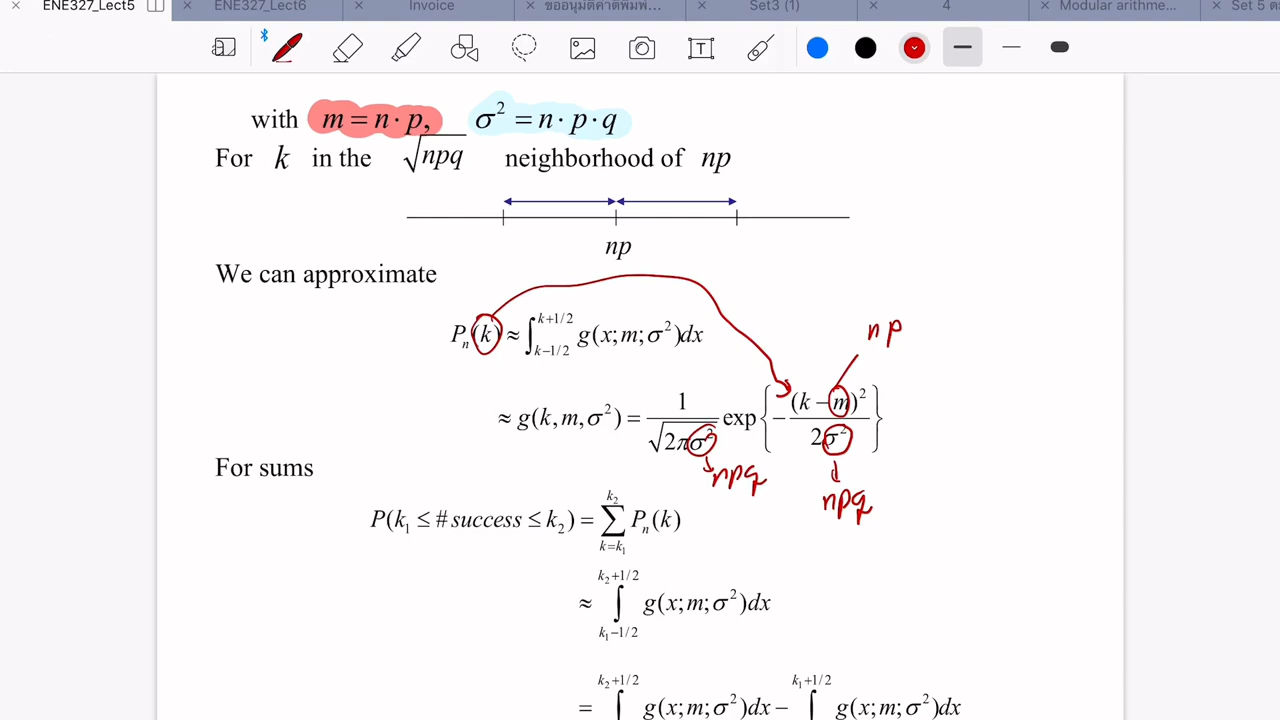 ENE327_Lect5 ENE327_Lect6 Invoice ขออนุมัติค่าตีพิมพ์... Set3 (1) 4 Modular arithme... Set 5 ต
T
with m = n · p, σ² = n · p · q
For k in the √npq neighborhood of np
np
We can approximate
Pₙ(k) ≈ ∫_{k−1/2}^{k+1/2} g(x; m; σ²)dx
np
≈ g(k, m, σ²) = 1/√(2πσ²) exp{−(k − m)²/2σ²}
npq npq
For sums
P(k₁ ≤ # success ≤ k₂) = ∑_{k=k₁}^{k₂} Pₙ(k)
≈ ∫_{k₁−1/2}^{k₂+1/2} g(x; m; σ²)dx
= ∫^{k₂+1/2} g(x; m; σ²)dx − ∫^{k₁+1/2} g(x; m; σ²)dx